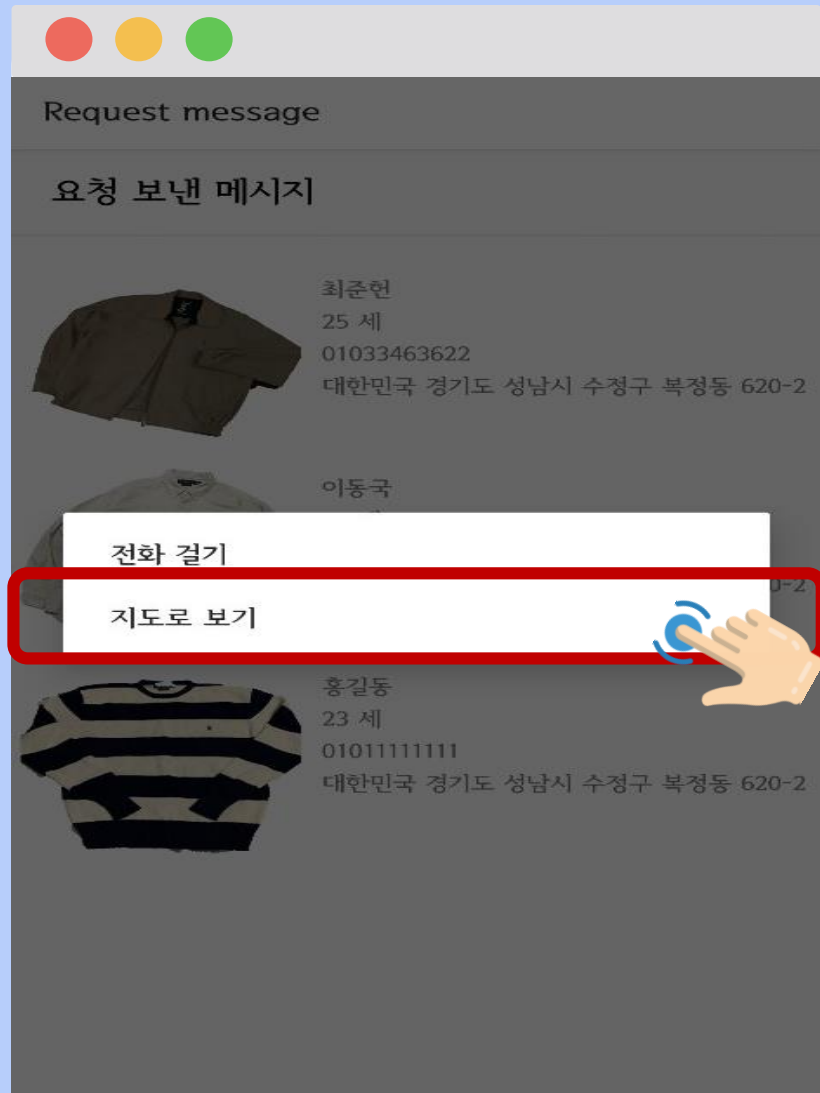 Request message
요청 보낸 메시지
최준헌
25 세
01033463622
대한민국 경기도 성남시 수정구 복정동 620-2
이동국
전화 걸기
지도로 보기
홍길동
23 세
01011111111
대한민국 경기도 성남시 수정구 복정동 620-2